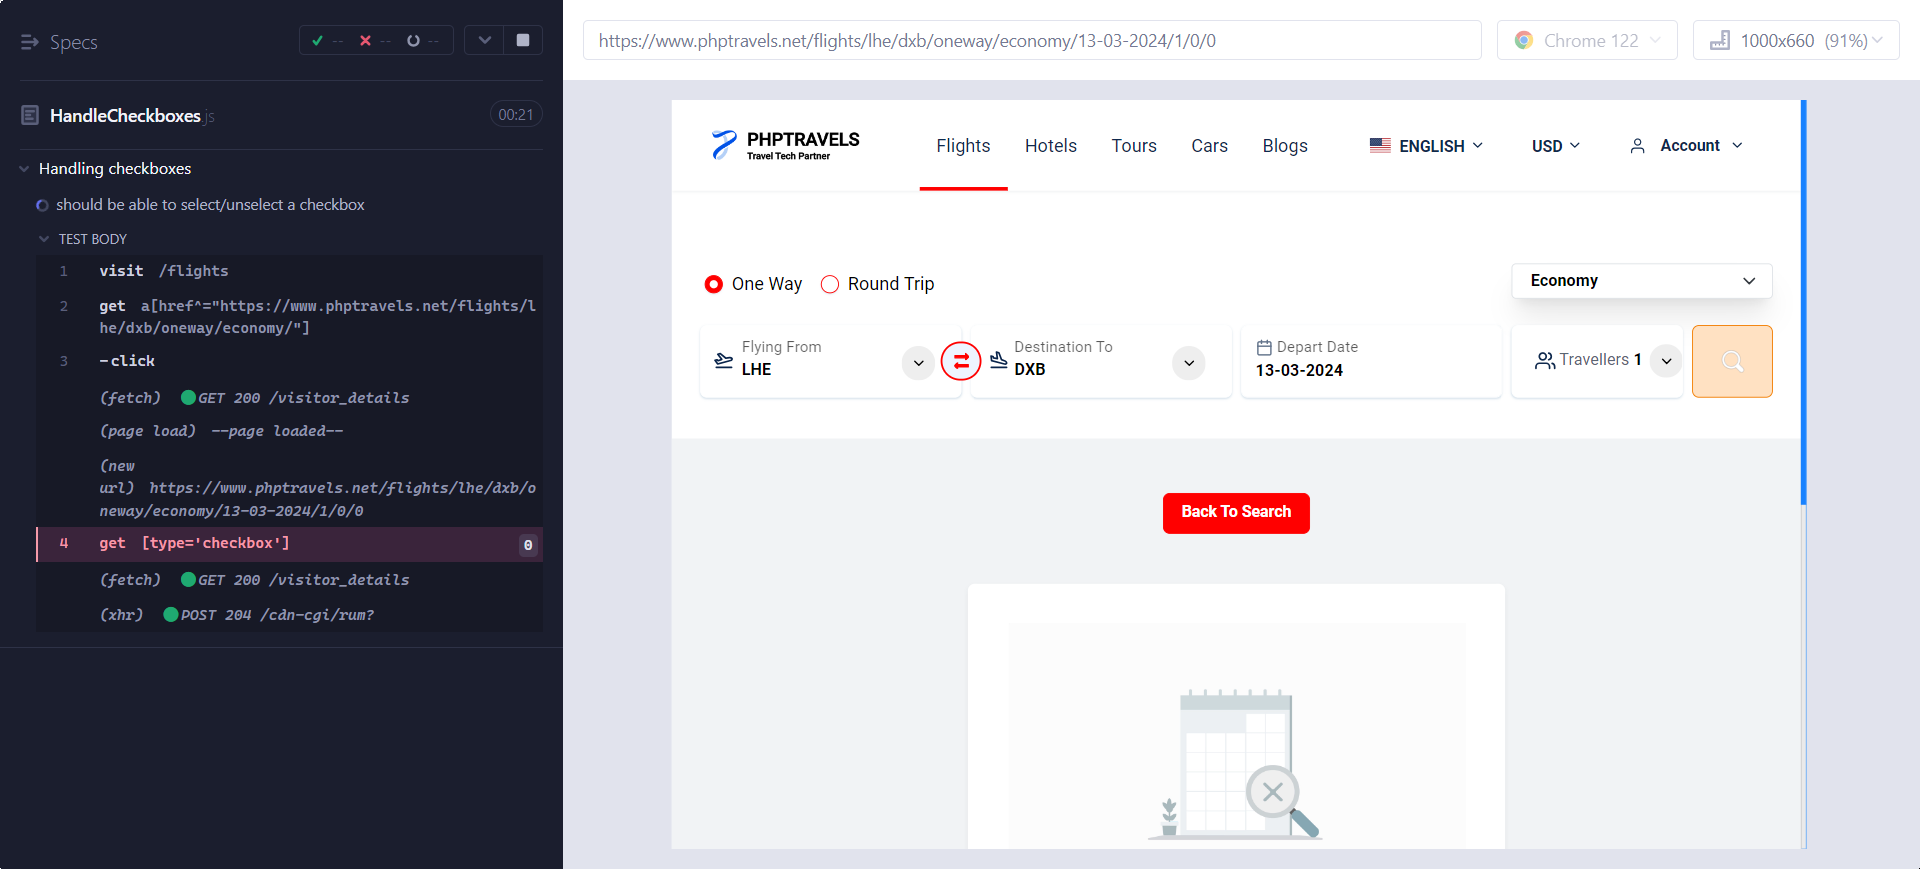 Specs
-- -- --
HandleCheckboxes.js
00:21
Handling checkboxes
should be able to select/unselect a checkbox
TEST BODY
1 visit /flights
2 get a[href^="https://www.phptravels.net/flights/l
he/dxb/oneway/economy/"]
3 -click
(fetch) GET 200 /visitor_details
(page load) --page loaded--
(new
url) https://www.phptravels.net/flights/lhe/dxb/o
neway/economy/13-03-2024/1/0/0
4 get [type='checkbox'] 0
(fetch) GET 200 /visitor_details
(xhr) POST 204 /cdn-cgi/rum?
https://www.phptravels.net/flights/lhe/dxb/oneway/economy/13-03-2024/1/0/0
Chrome 122
1000x660 (91%)
PHPTRAVELS
Travel Tech Partner
Flights Hotels Tours Cars Blogs ENGLISH USD Account
One Way Round Trip
Economy
Flying From
LHE
Destination To
DXB
Depart Date
13-03-2024
Travellers 1
Back To Search